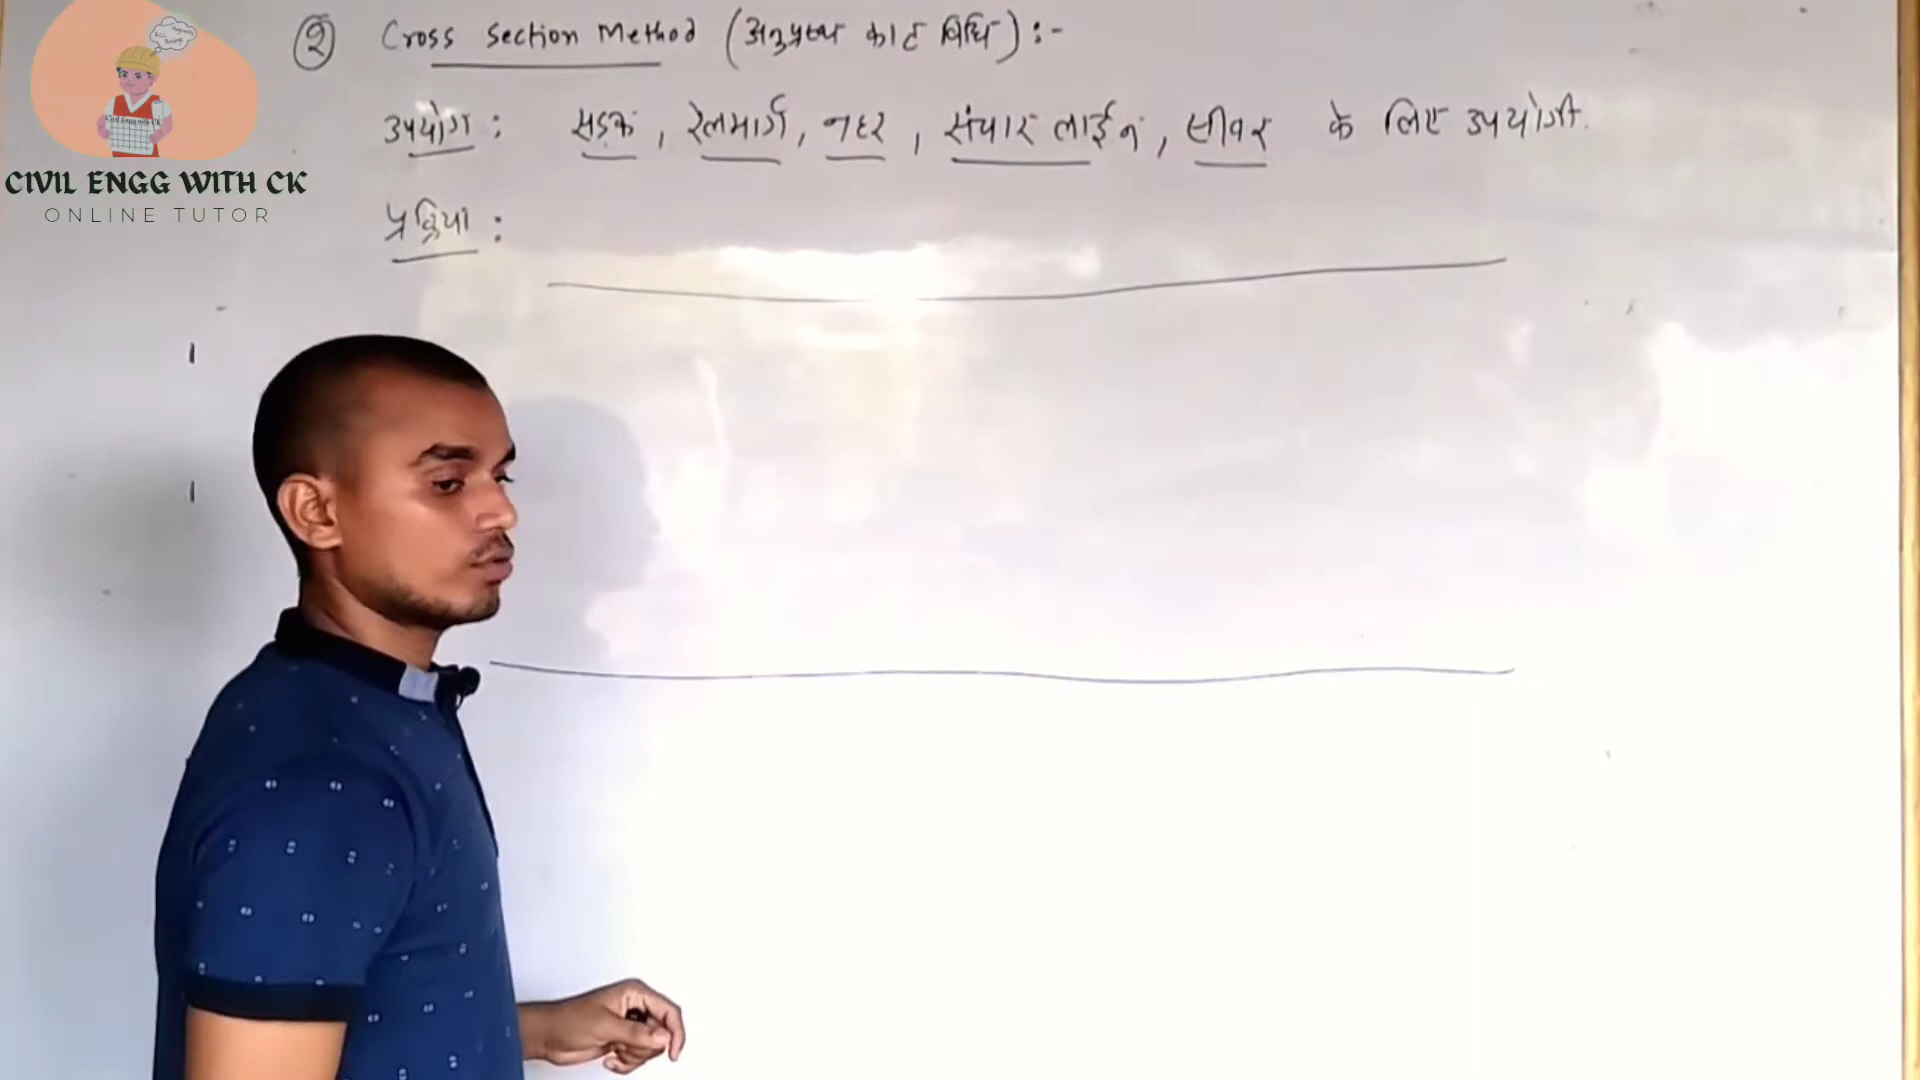 ② Cross Section Method (अनुप्रस्थ काट विधि) :-
उपयोग : सड़क , रेलमार्ग , नहर , संचार लाईन , सीवर के लिए उपयोगी.
प्रक्रिया :
CIVIL ENGG WITH CK
ONLINE TUTOR